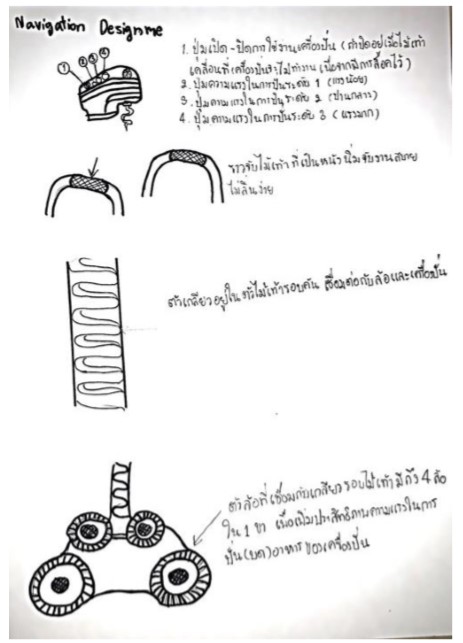 Navigation Designme
1 2 3 4
1. ปุ่มเปิด-ปิดการใช้งานเครื่องปั่น (ถ้าปิดอยู่เมื่อไม้เท้า
เคลื่อนที่เครื่องปั่นจะไม่ทำงาน (เนื่องจากมีการล็อคไว้)
2. ปุ่มความแรงในการปั่นระดับ 1 (แรงน้อย)
3. ปุ่มความแรงในการปั่นระดับ 2 (ปานกลาง)
4. ปุ่มความแรงในการปั่นระดับ 3 (แรงมาก)
ราวจับไม้เท้าที่เป็นหนังนิ่มจับงานสบาย
ไม่ลื่นง่าย
ตัวเกลียวอยู่ในตัวไม้เท้ารอบคัน เชื่อมต่อกับล้อและเครื่องปั่น
ตัวล้อที่เชื่อมกับเกลียวรอบไม้เท้ามีถึง 4 ล้อ
ใน 1 ขา เพื่อเพิ่มประสิทธิภาพความแรงในการ
ปั่น(บด)อาหารของเครื่องปั่น